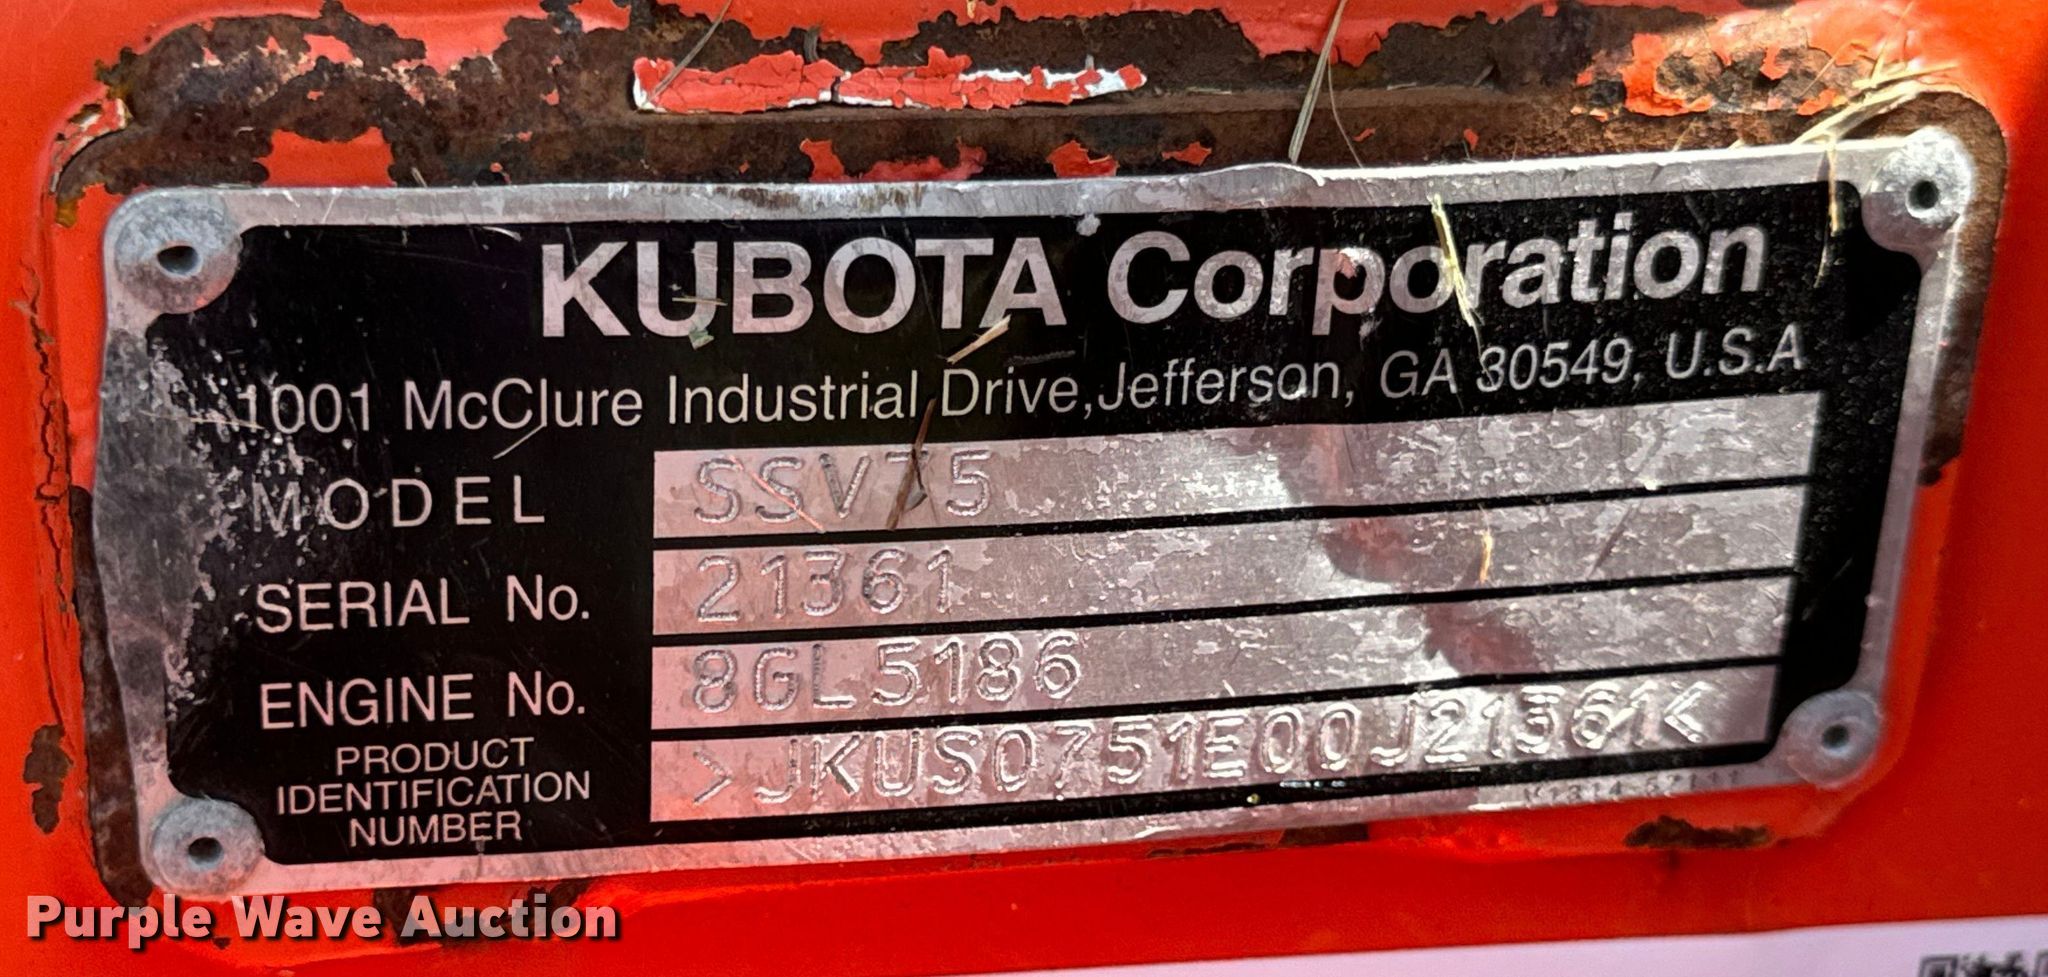 KUBOTA Corporation
1001 McClure Industrial Drive, Jefferson, GA 30549, U.S.A
MODEL SSV75
SERIAL No. 21361
ENGINE No. 8GL5186
PRODUCT IDENTIFICATION NUMBER >JKUS0751E00J21361<
Purple Wave Auction